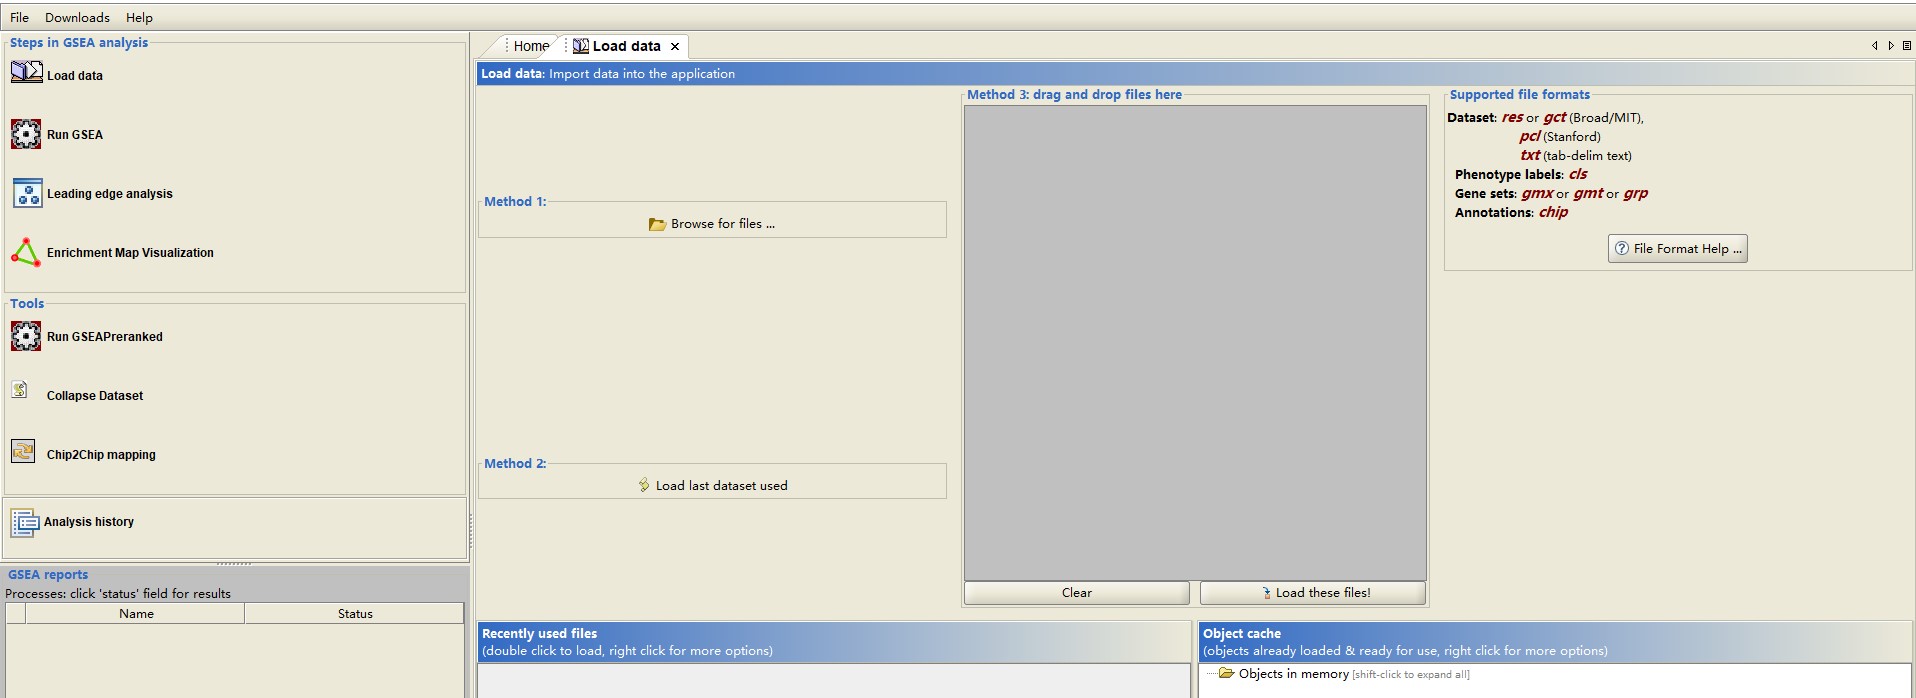 File Downloads Help
Steps in GSEA analysis
Load data
Run GSEA
Leading edge analysis
Enrichment Map Visualization
Tools
Run GSEAPreranked
Collapse Dataset
Chip2Chip mapping
Analysis history
GSEA reports
Processes: click 'status' field for results
Name Status
Home Load data
Load data: Import data into the application
Method 1:
Browse for files ...
Method 2:
Load last dataset used
Method 3: drag and drop files here
Clear Load these files!
Supported file formats
Dataset: res or gct (Broad/MIT),
pcl (Stanford)
txt (tab-delim text)
Phenotype labels: cls
Gene sets: gmx or gmt or grp
Annotations: chip
File Format Help ...
Recently used files
(double click to load, right click for more options)
Object cache
(objects already loaded & ready for use, right click for more options)
Objects in memory [shift-click to expand all]